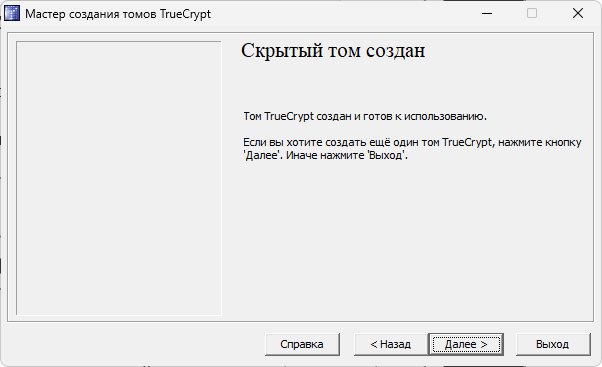 Мастер создания томов TrueCrypt
Скрытый том создан
Том TrueCrypt создан и готов к использованию.
Если вы хотите создать ещё один том TrueCrypt, нажмите кнопку
'Далее'. Иначе нажмите 'Выход'.
Справка
< Назад
Далее >
Выход